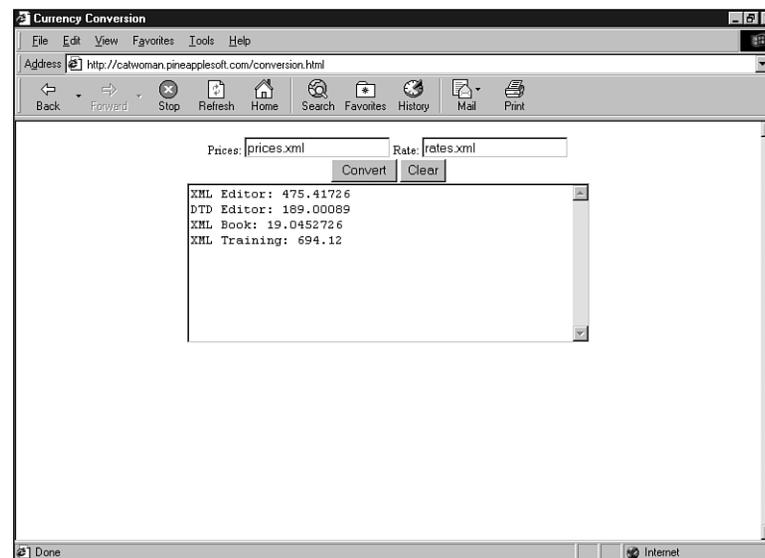 Currency Conversion
File Edit View Favorites Tools Help
Address http://catwoman.pineapplesoft.com/conversion.html
Back Forward Stop Refresh Home Search Favorites History Mail Print
Prices: prices.xml Rate: rates.xml
Convert Clear
XML Editor: 475.41726
DTD Editor: 189.00089
XML Book: 19.0452726
XML Training: 694.12
Done Internet